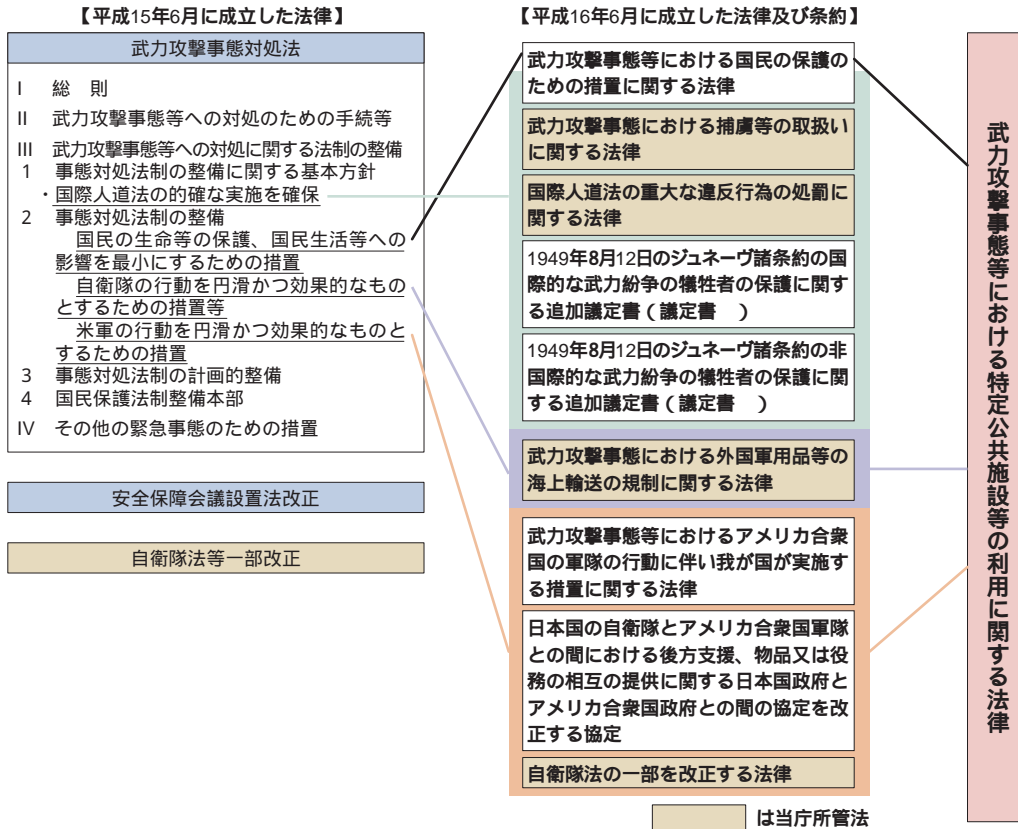 【平成15年6月に成立した法律】
武力攻撃事態対処法
I 総 則
II 武力攻撃事態等への対処のための手続等
III 武力攻撃事態等への対処に関する法制の整備
1 事態対処法制の整備に関する基本方針
・国際人道法の的確な実施を確保
2 事態対処法制の整備
国民の生命等の保護、国民生活等への
影響を最小にするための措置
自衛隊の行動を円滑かつ効果的なもの
とするための措置等
米軍の行動を円滑かつ効果的なものと
するための措置
3 事態対処法制の計画的整備
4 国民保護法制整備本部
IV その他の緊急事態のための措置
安全保障会議設置法改正
自衛隊法等一部改正
【平成16年6月に成立した法律及び条約】
武力攻撃事態等における国民の保護の
ための措置に関する法律
武力攻撃事態における捕虜等の取扱い
に関する法律
国際人道法の重大な違反行為の処罰に
関する法律
1949年8月12日のジュネーヴ諸条約の国
際的な武力紛争の犠牲者の保護に関す
る追加議定書(議定書 )
1949年8月12日のジュネーヴ諸条約の非
国際的な武力紛争の犠牲者の保護に関
する追加議定書(議定書 )
武力攻撃事態における外国軍用品等の
海上輸送の規制に関する法律
武力攻撃事態等におけるアメリカ合衆
国の軍隊の行動に伴い我が国が実施す
る措置に関する法律
日本国の自衛隊とアメリカ合衆国軍隊
との間における後方支援、物品又は役
務の相互の提供に関する日本国政府と
アメリカ合衆国政府との間の協定を改
正する協定
自衛隊法の一部を改正する法律
武力攻撃事態等における特定公共施設等の利用に関する法律
は当庁所管法